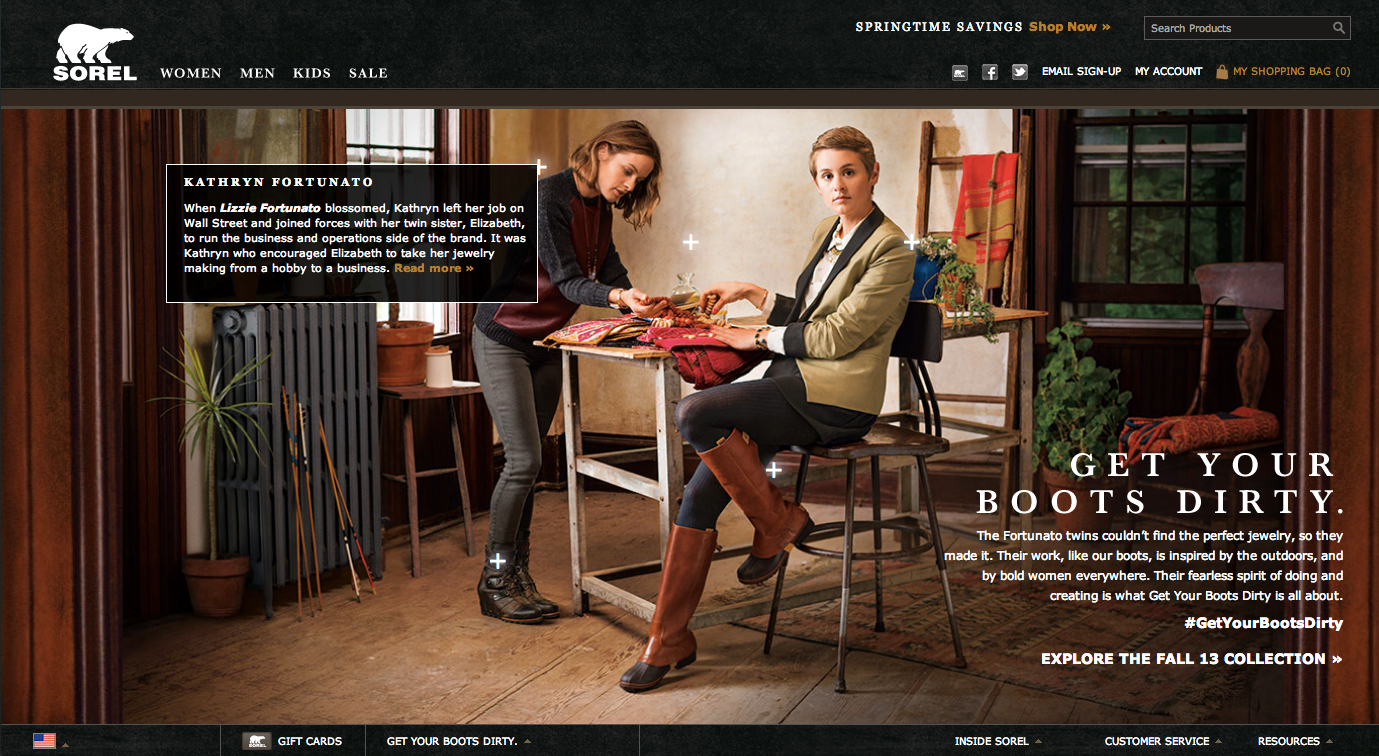 SPRINGTIME SAVINGS Shop Now »
Search Products
SOREL
WOMEN MEN KIDS SALE
EMAIL SIGN-UP MY ACCOUNT MY SHOPPING BAG (0)
KATHRYN FORTUNATO
When Lizzie Fortunato blossomed, Kathryn left her job on
Wall Street and joined forces with her twin sister, Elizabeth,
to run the business and operations side of the brand. It was
Kathryn who encouraged Elizabeth to take her jewelry
making from a hobby to a business. Read more »
GET YOUR
BOOTS DIRTY.
The Fortunato twins couldn't find the perfect jewelry, so they
made it. Their work, like our boots, is inspired by the outdoors, and
by bold women everywhere. Their fearless spirit of doing and
creating is what Get Your Boots Dirty is all about.
#GetYourBootsDirty
EXPLORE THE FALL 13 COLLECTION »
SOREL GIFT CARDS GET YOUR BOOTS DIRTY. INSIDE SOREL CUSTOMER SERVICE RESOURCES